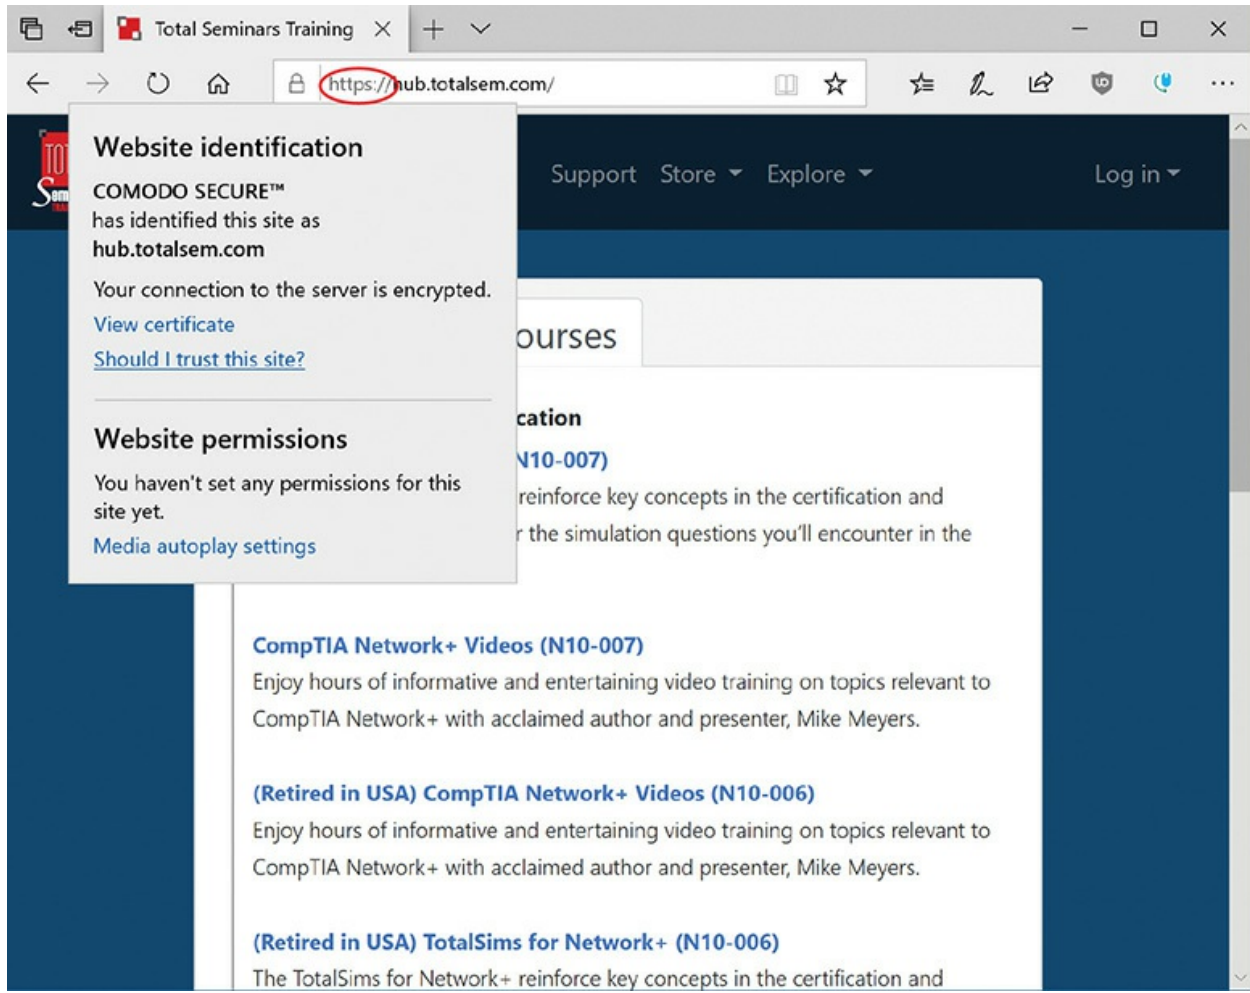 Total Seminars Training
https://hub.totalsem.com/
TOT
Sem
Support Store Explore
Log in
Website identification
COMODO SECURE™
has identified this site as
hub.totalsem.com
Your connection to the server is encrypted.
View certificate
Should I trust this site?
Website permissions
You haven't set any permissions for this
site yet.
Media autoplay settings
ourses
cation
N10-007)
reinforce key concepts in the certification and
r the simulation questions you'll encounter in the
CompTIA Network+ Videos (N10-007)
Enjoy hours of informative and entertaining video training on topics relevant to
CompTIA Network+ with acclaimed author and presenter, Mike Meyers.
(Retired in USA) CompTIA Network+ Videos (N10-006)
Enjoy hours of informative and entertaining video training on topics relevant to
CompTIA Network+ with acclaimed author and presenter, Mike Meyers.
(Retired in USA) TotalSims for Network+ (N10-006)
The TotalSims for Network+ reinforce key concepts in the certification and